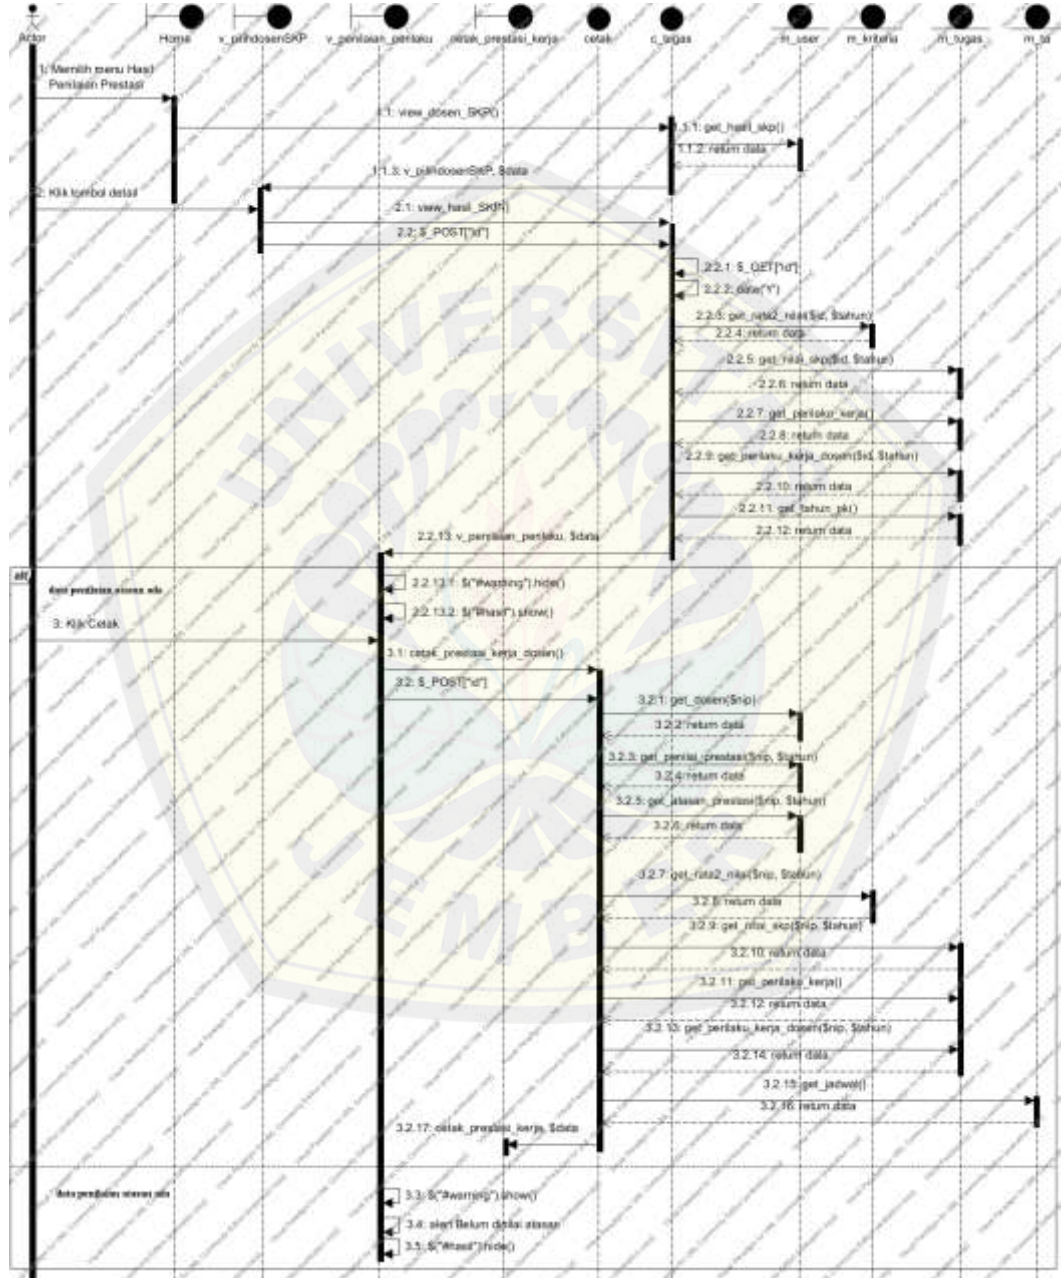 Actor
Home
v_pilihdosenSKP
v_penilaian_perilaku
cetak_prestasi_kerja
cetak
c_tugas
m_user
m_kriteria
m_tugas
m_ta
1: Memilih menu Hasil
Penilaian Prestasi
1.1: view_dosen_SKP()
1.1.1: get_hasil_skp()
1.1.2: return data
1.1.3: v_pilihdosenSKP, $data
2: Klik tombol detail
2.1: view_hasil_SKP()
2.2: $_POST["id"]
2.2.1: $_GET["id"]
2.2.2: date("Y")
2.2.3: get_rata2_nilai($id, $tahun)
2.2.4: return data
2.2.5: get_nilai_skp($id, $tahun)
2.2.6: return data
2.2.7: get_perilaku_kerja()
2.2.8: return data
2.2.9: get_perilaku_kerja_dosen($id, $tahun)
2.2.10: return data
2.2.11: get_tahun_pk()
2.2.12: return data
2.2.13: v_penilaian_perilaku, $data
alt
data penilaian atasan ada
2.2.13.1: $("#warning").hide()
2.2.13.2: $("#hasil").show()
3: Klik Cetak
3.1: cetak_prestasi_kerja_dosen()
3.2: $_POST["id"]
3.2.1: get_dosen($nip)
3.2.2: return data
3.2.3: get_penilai_prestasi($nip, $tahun)
3.2.4: return data
3.2.5: get_atasan_prestasi($nip, $tahun)
3.2.6: return data
3.2.7: get_rata2_nilai($nip, $tahun)
3.2.8: return data
3.2.9: get_nilai_skp($nip, $tahun)
3.2.10: return data
3.2.11: get_perilaku_kerja()
3.2.12: return data
3.2.13: get_perilaku_kerja_dosen($nip, $tahun)
3.2.14: return data
3.2.15: get_jadwal()
3.2.16: return data
3.2.17: cetak_prestasi_kerja, $data
data penilaian atasan ada
3.3: $("#warning").show()
3.4: alert Belum dinilai atasan
3.5: $("#hasil").hide()
UNIVERSITAS
JEMBER